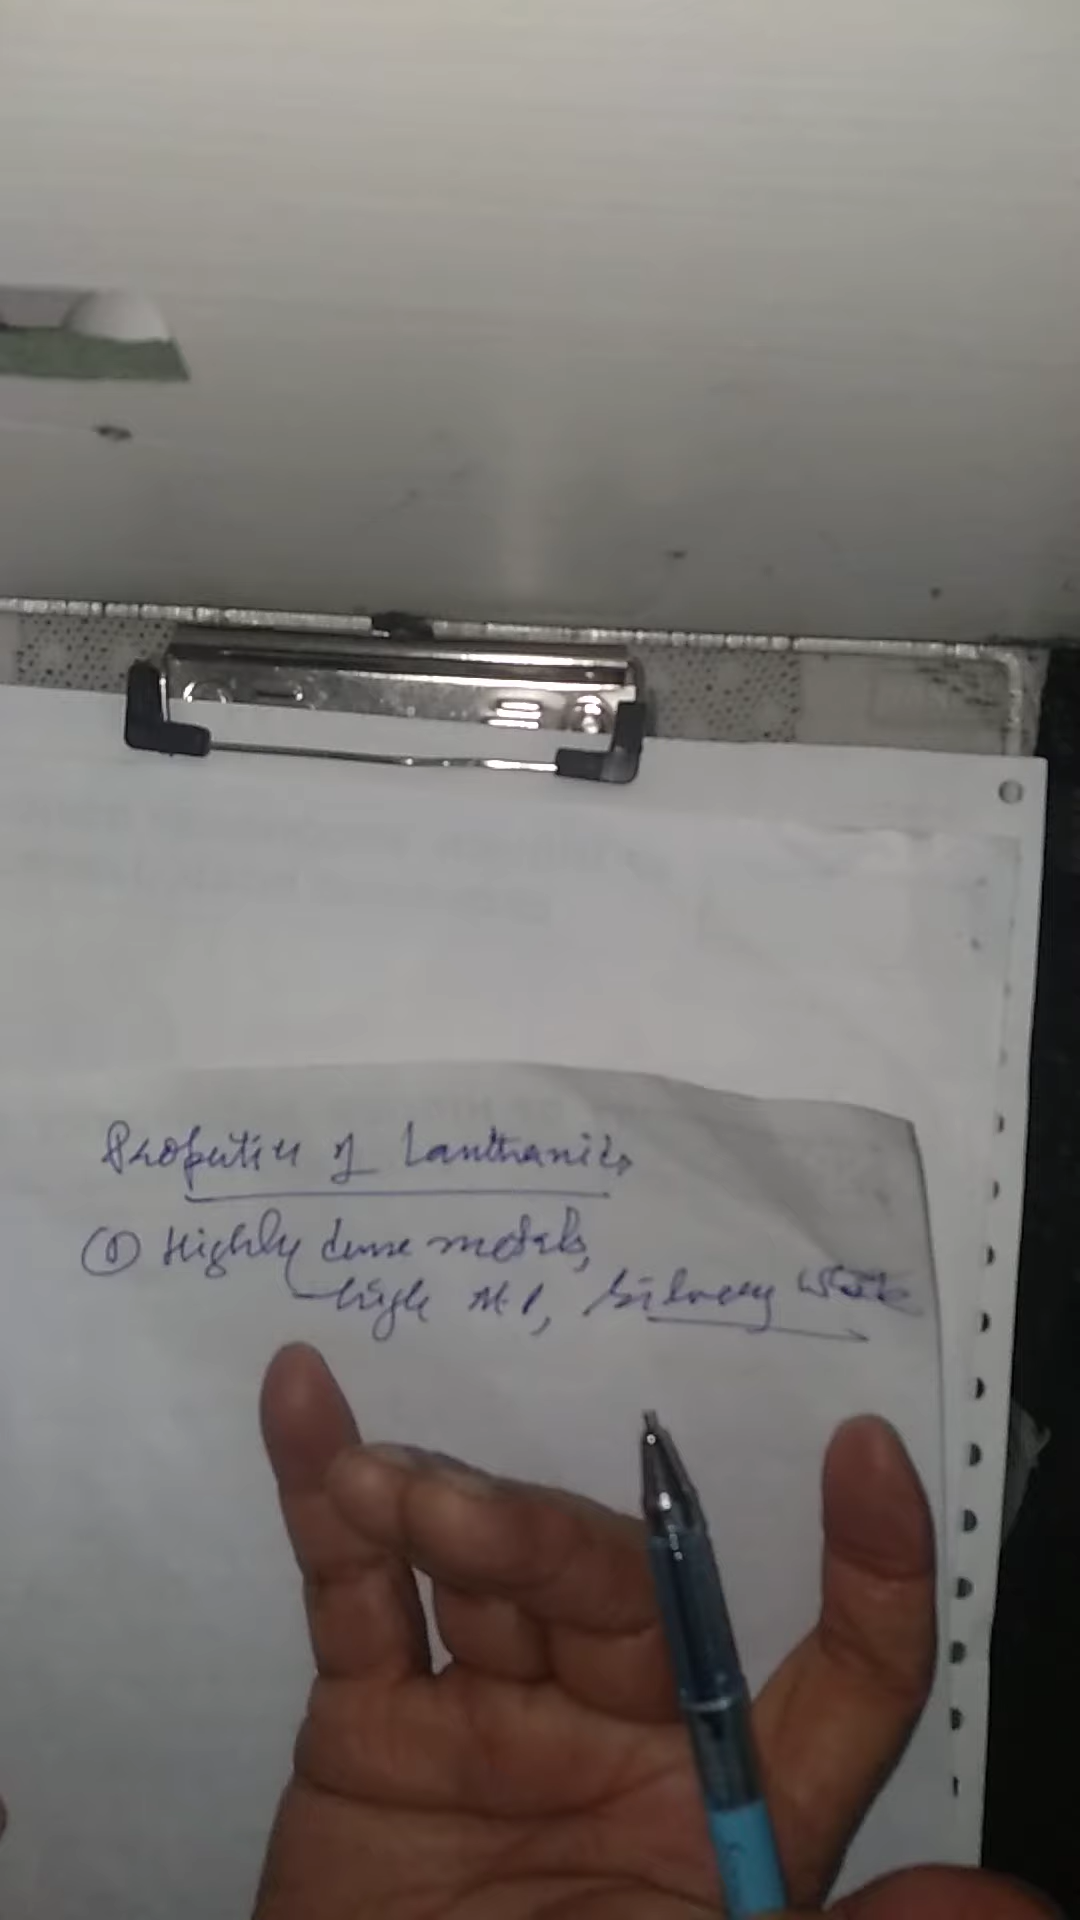 Properties of Lanthanides
① Highly dense metals,
high M.P, Silvery white